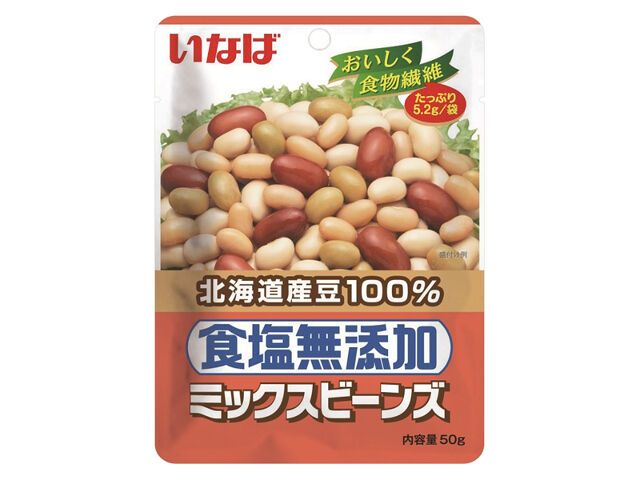 いなば
おいしく
食物繊維
たっぷり
5.2g/袋
盛付け例
北海道産豆100%
食塩無添加
ミックスビーンズ
内容量50g